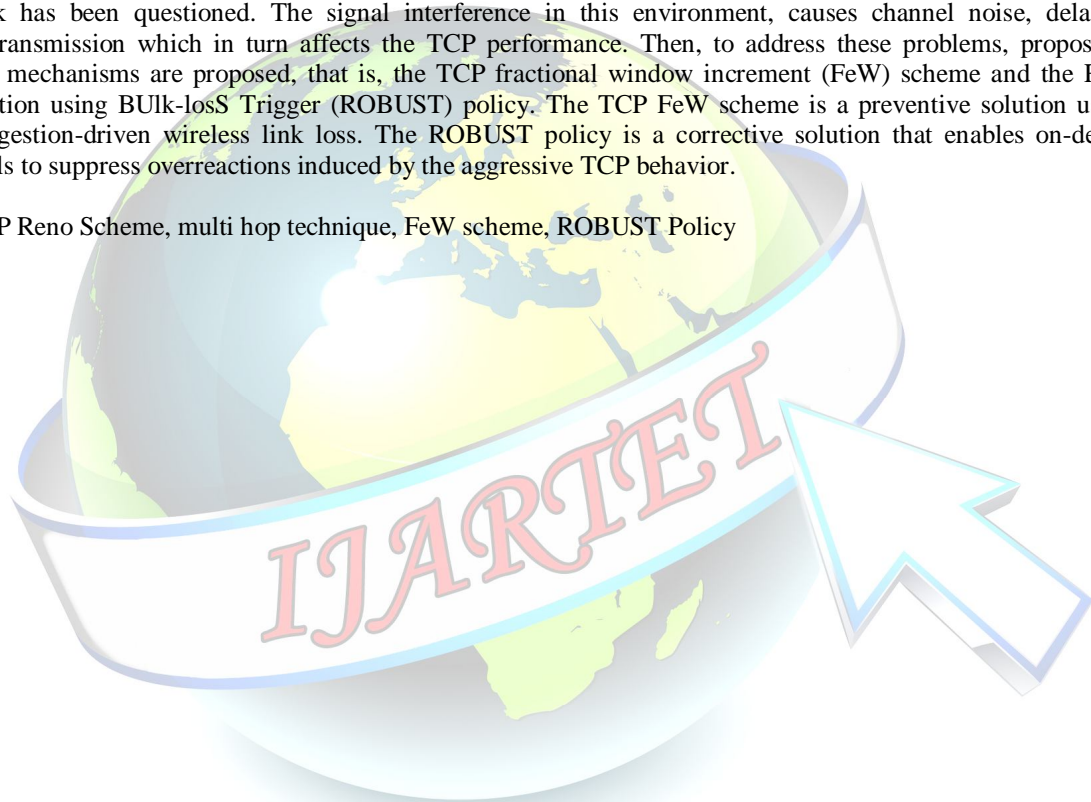 k has been questioned. The signal interference in this environment, causes channel noise, dela
ransmission which in turn affects the TCP performance. Then, to address these problems, propos
mechanisms are proposed, that is, the TCP fractional window increment (FeW) scheme and the
tion using BUlk-losS Trigger (ROBUST) policy. The TCP FeW scheme is a preventive solution u
gestion-driven wireless link loss. The ROBUST policy is a corrective solution that enables on-de
ls to suppress overreactions induced by the aggressive TCP behavior.
P Reno Scheme, multi hop technique, FeW scheme, ROBUST Policy
IJARTET